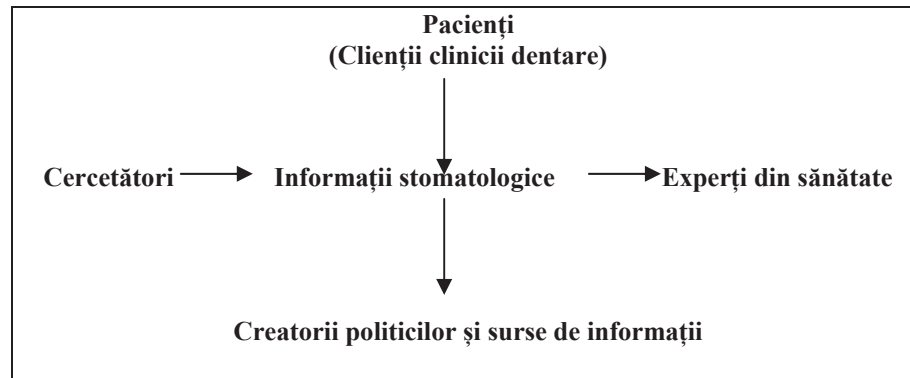 Pacienți
(Clienții clinicii dentare)
Cercetători
Informații stomatologice
Experți din sănătate
Creatorii politicilor și surse de informații